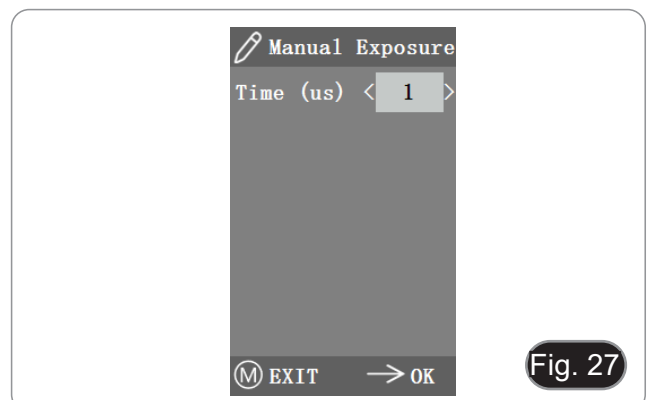 Manual Exposure
Time (us) < 1 >
M EXIT → OK
Fig. 27